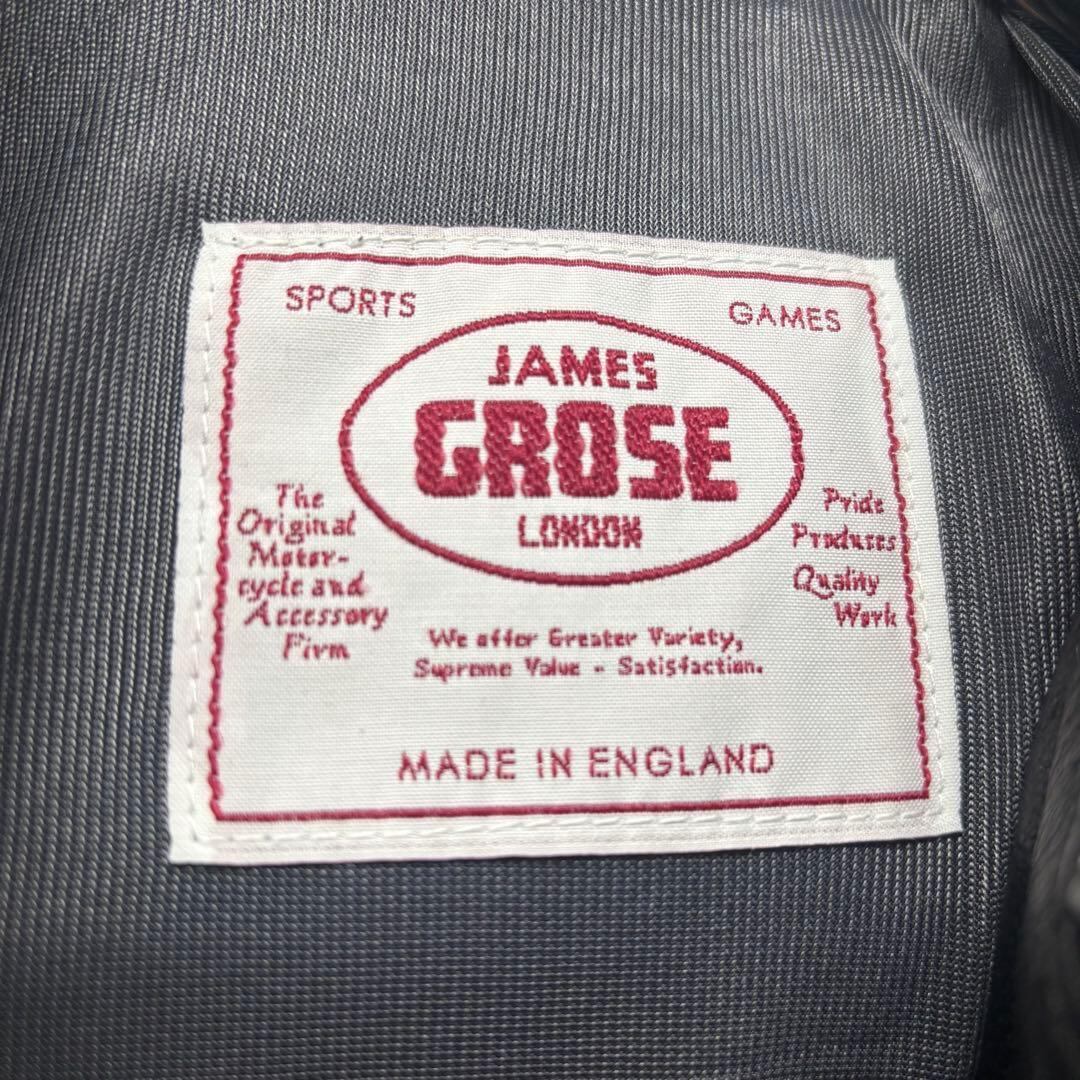 SPORTS
GAMES
JAMES
GROSE
LONDON
The
Original
Motor-
cycle and
Accessory
Firm
Pride
Produces
Quality
Work
We offer Greater Variety,
Supreme Value - Satisfaction.
MADE IN ENGLAND